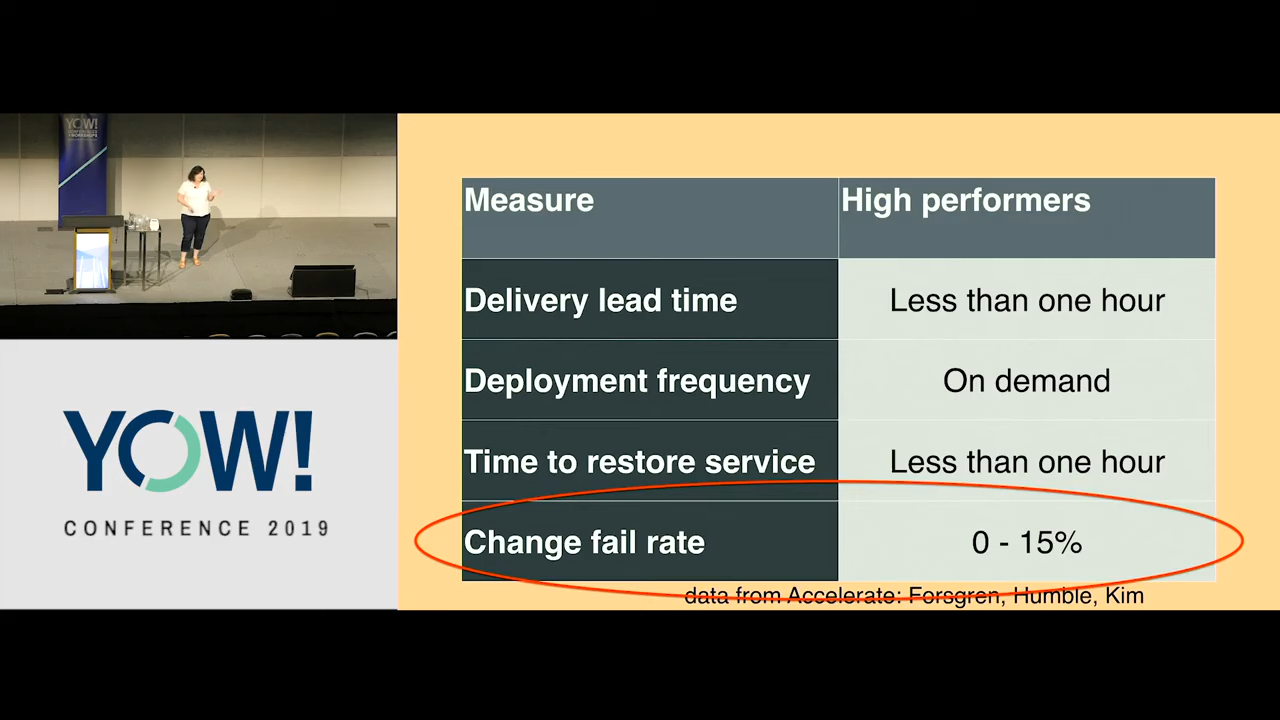 YOW!
YOW!
CONFERENCE 2019
Measure High performers
Delivery lead time Less than one hour
Deployment frequency On demand
Time to restore service Less than one hour
Change fail rate 0 - 15%
data from Accelerate: Forsgren, Humble, Kim